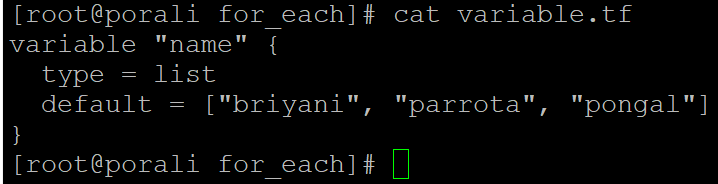 [root@porali for_each]# cat variable.tf
variable "name" {
  type = list
  default = ["briyani", "parrota", "pongal"]
}
[root@porali for_each]#